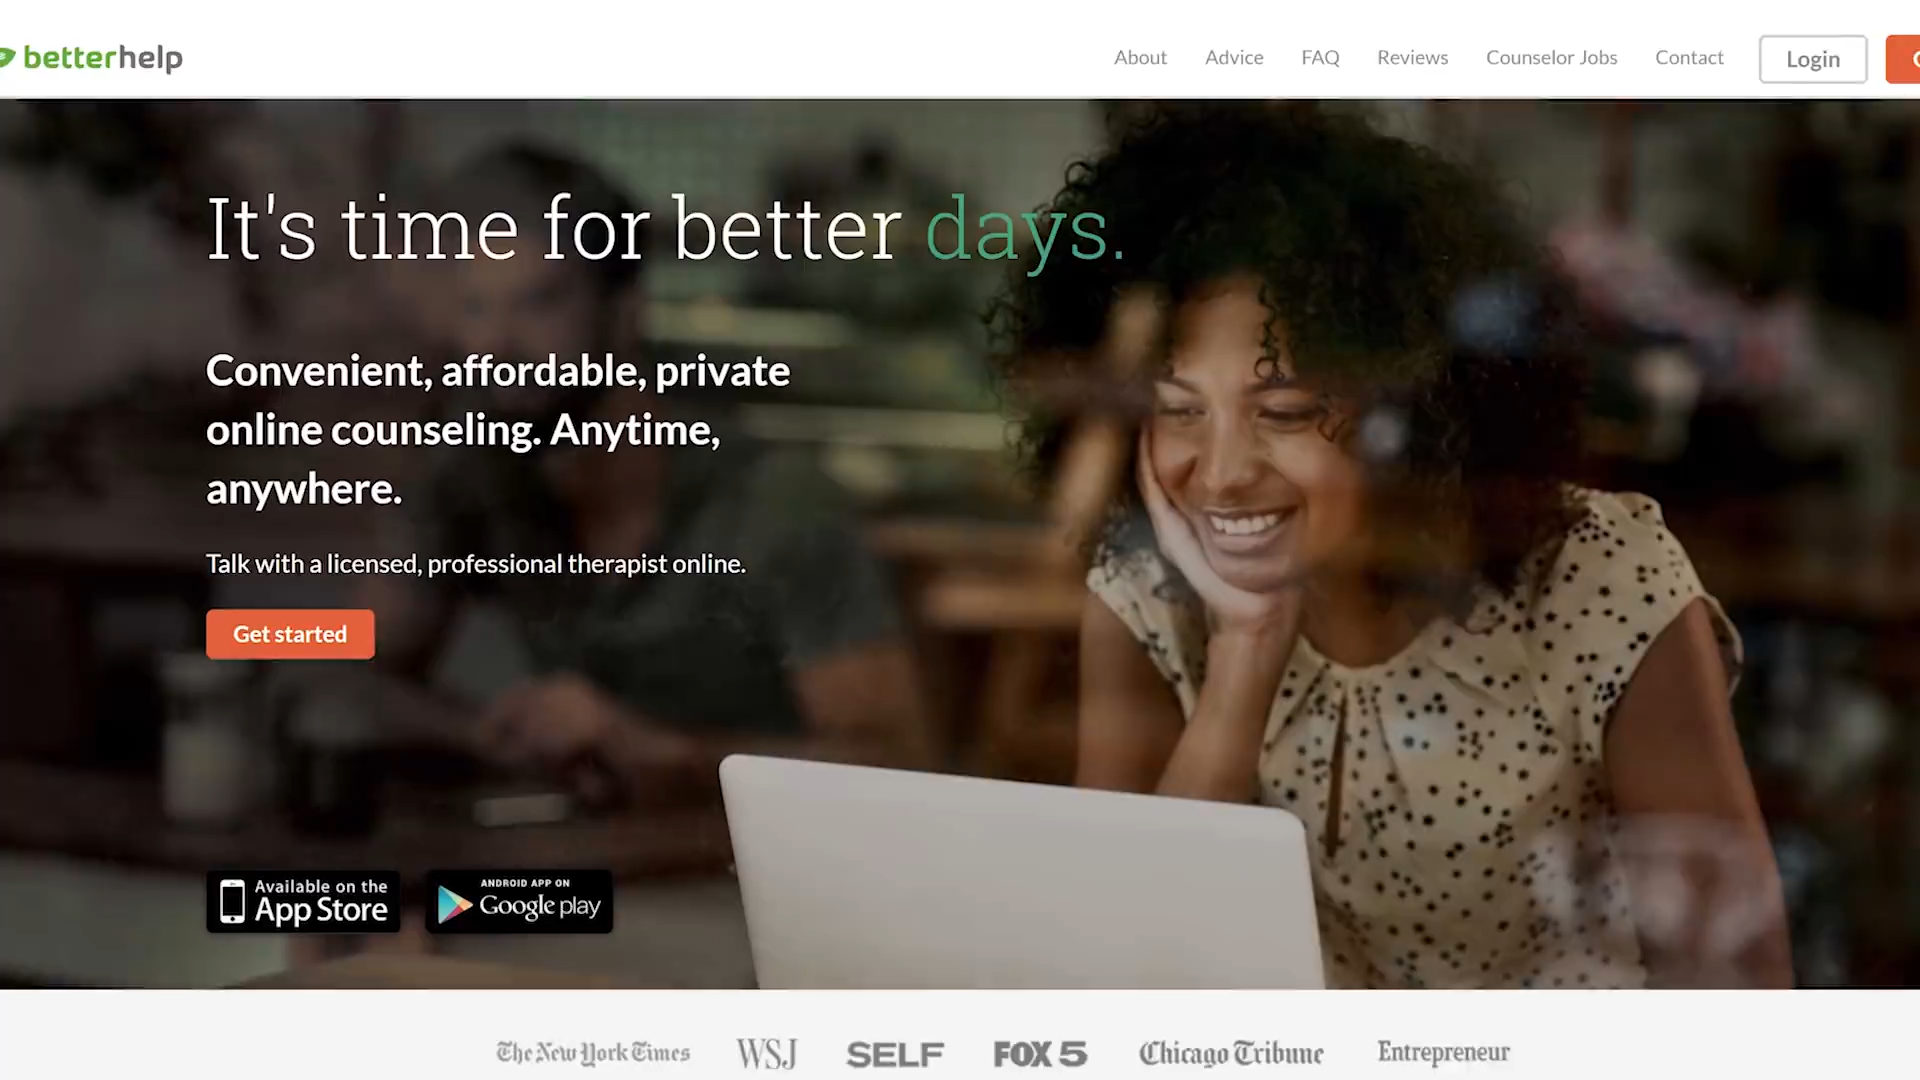 betterhelp
About Advice FAQ Reviews Counselor Jobs Contact Login
It's time for better days.
Convenient, affordable, private
online counseling. Anytime,
anywhere.
Talk with a licensed, professional therapist online.
Get started
Available on the
App Store
ANDROID APP ON
Google play
The New York Times WSJ SELF FOX 5 Chicago Tribune Entrepreneur